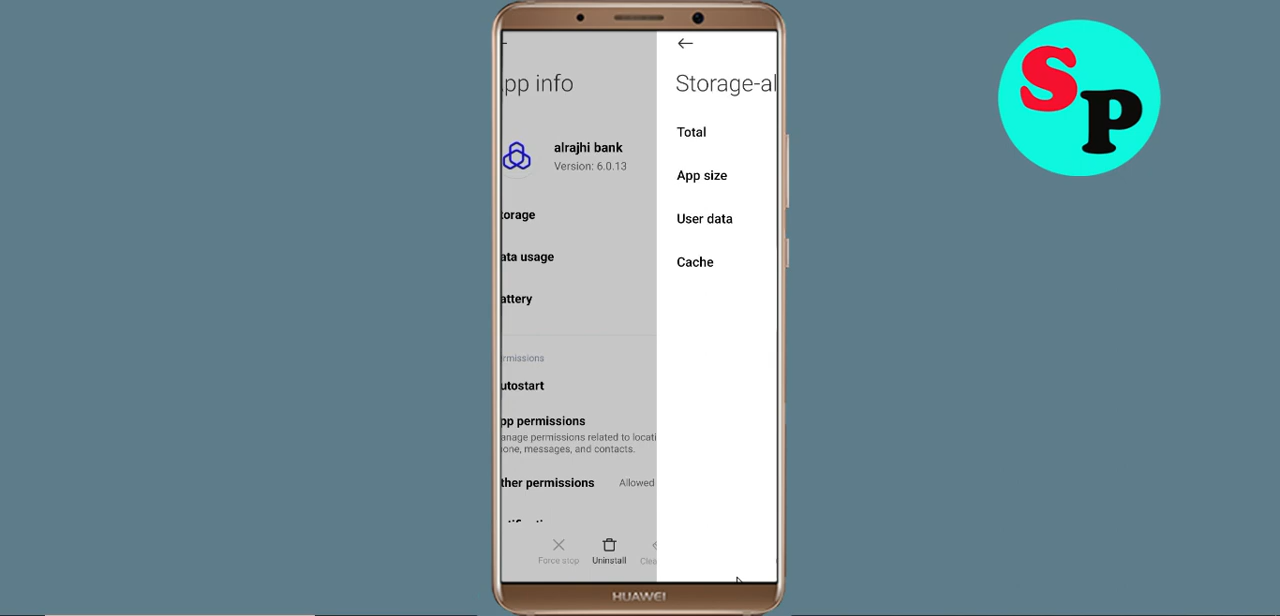 pp info
alrajhi bank
Version: 6.0.13
torage
ata usage
attery
rmissions
utostart
pp permissions
anage permissions related to locati
one, messages, and contacts.
ther permissions Allowed
Force stop Uninstall Clea
Storage-al
Total
App size
User data
Cache
HUAWEI
SP